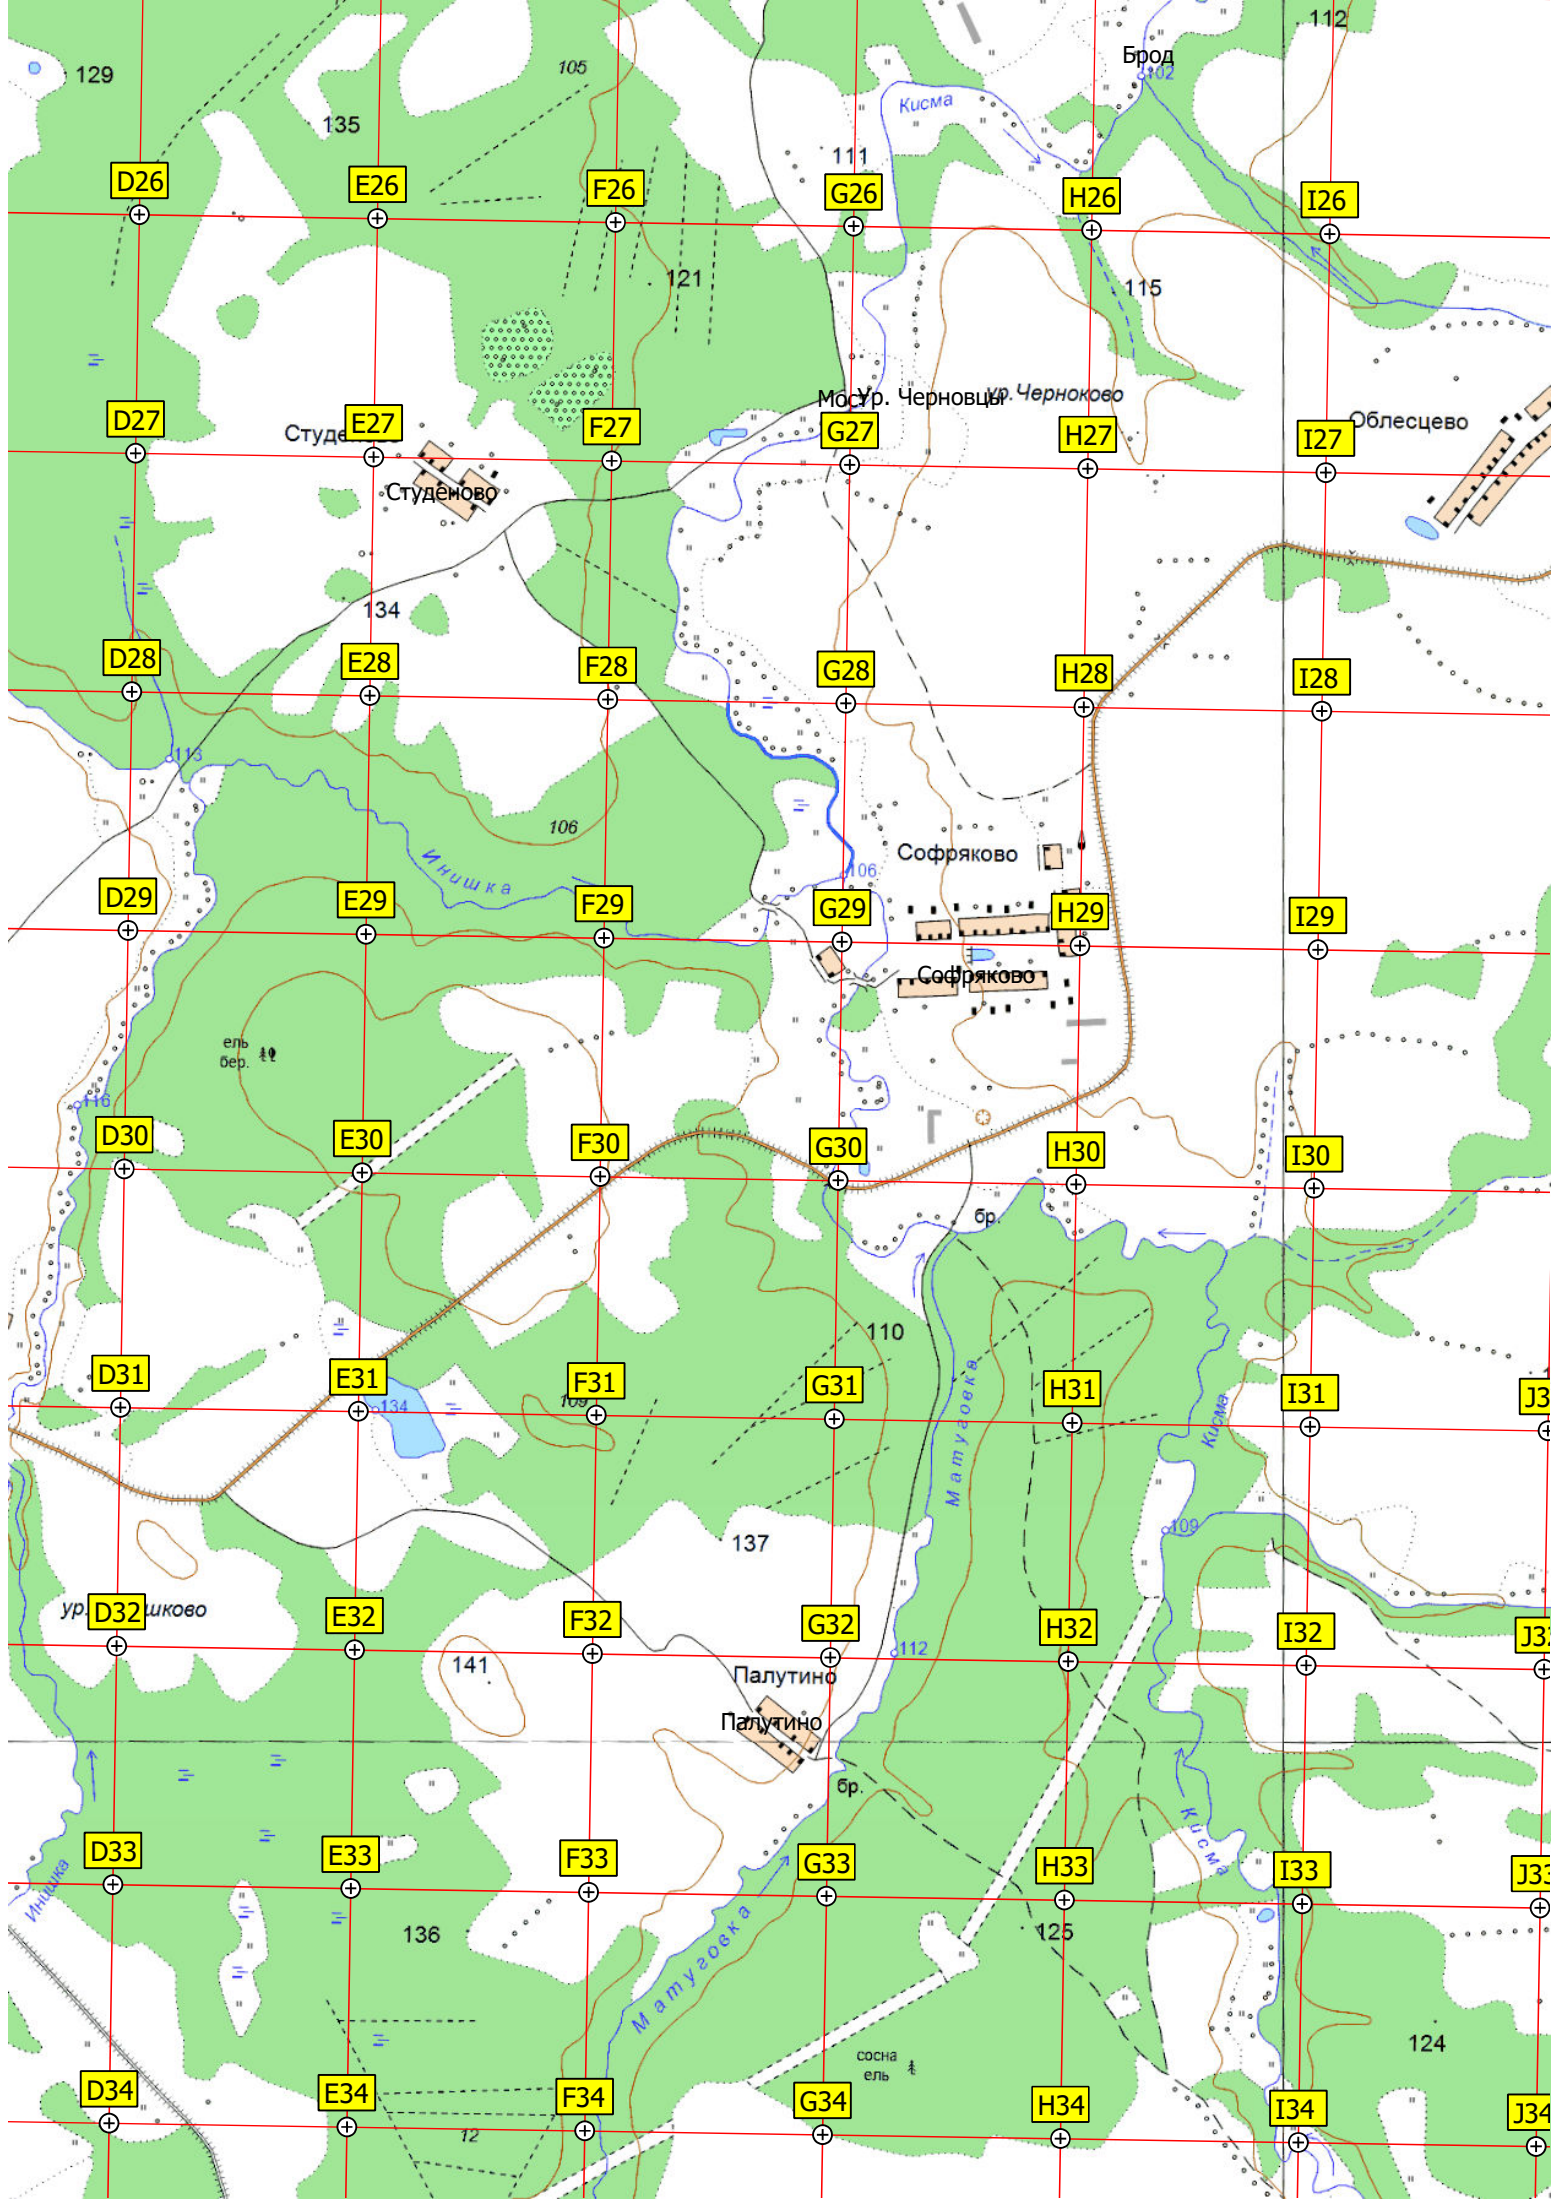 112
Брод
102
129
105
Кисма
135
111
D26
E26
F26
G26
H26
I26
121
115
Мост
Ур. Черновцы
ур.Черноково
D27
E27
F27
G27
H27
I27
Облесцево
Студеново
134
D28
E28
F28
G28
H28
I28
113
106
Инишка
Софряково
106
D29
E29
F29
G29
H29
I29
Софряково
ель
бер.
116
D30
E30
F30
G30
H30
I30
бр.
110
D31
E31
F31
G31
H31
I31
134
109
Матуговка
Кисма
109
137
ур.
шково
D32
E32
F32
G32
H32
I32
J32
112
141
Палутино
Палутино
бр.
Кисма
D33
E33
F33
G33
H33
I33
J33
Инишка
136
Матуговка
125
124
сосна
ель
D34
E34
F34
G34
H34
I34
J34
12